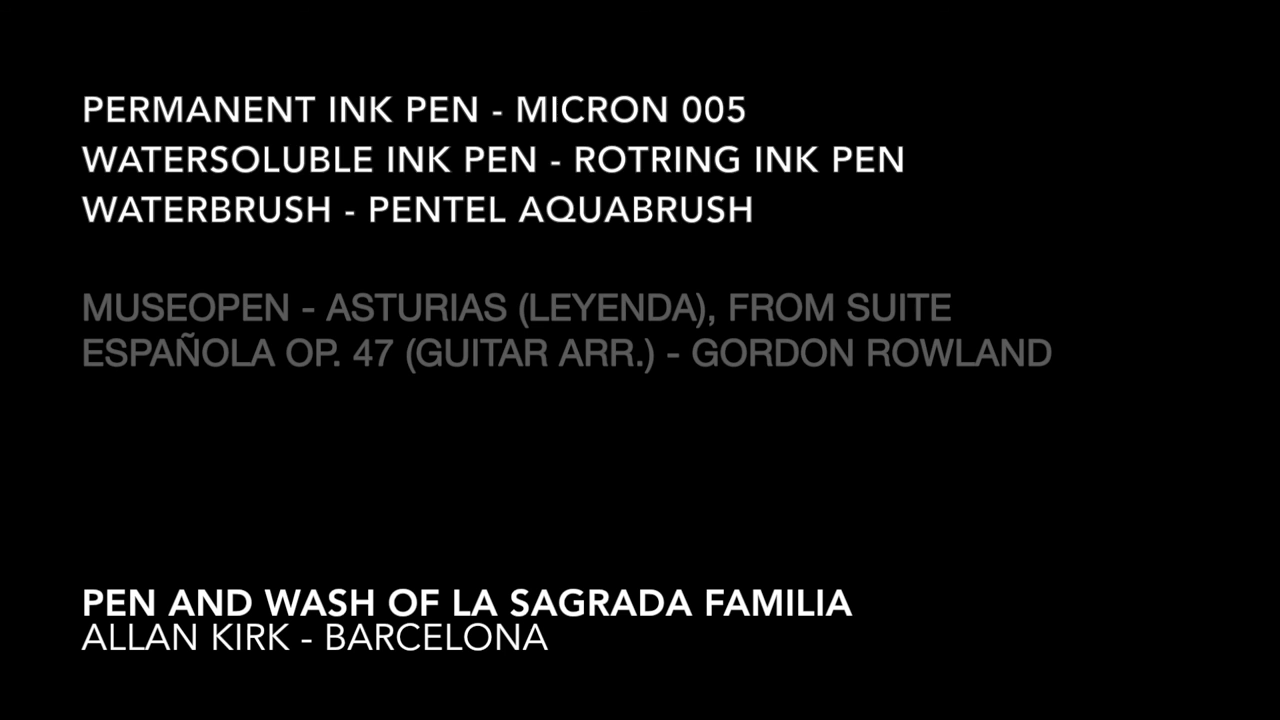 PERMANENT INK PEN - MICRON 005
WATERSOLUBLE INK PEN - ROTRING INK PEN
WATERBRUSH - PENTEL AQUABRUSH
MUSEOPEN - ASTURIAS (LEYENDA), FROM SUITE
ESPAÑOLA OP. 47 (GUITAR ARR.) - GORDON ROWLAND
PEN AND WASH OF LA SAGRADA FAMILIA
ALLAN KIRK - BARCELONA